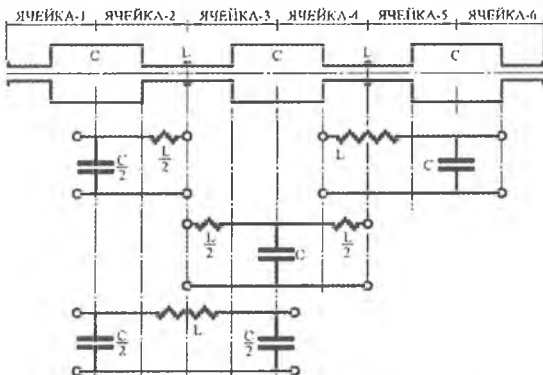 ЯЧЕЙКА-1 ЯЧЕЙКА-2 ЯЧЕЙКА-3 ЯЧЕЙКА-4 ЯЧЕЙКА-5 ЯЧЕЙКА-6
C L C L C
C/2 L/2 L C
L/2 C L/2
C/2 L C/2